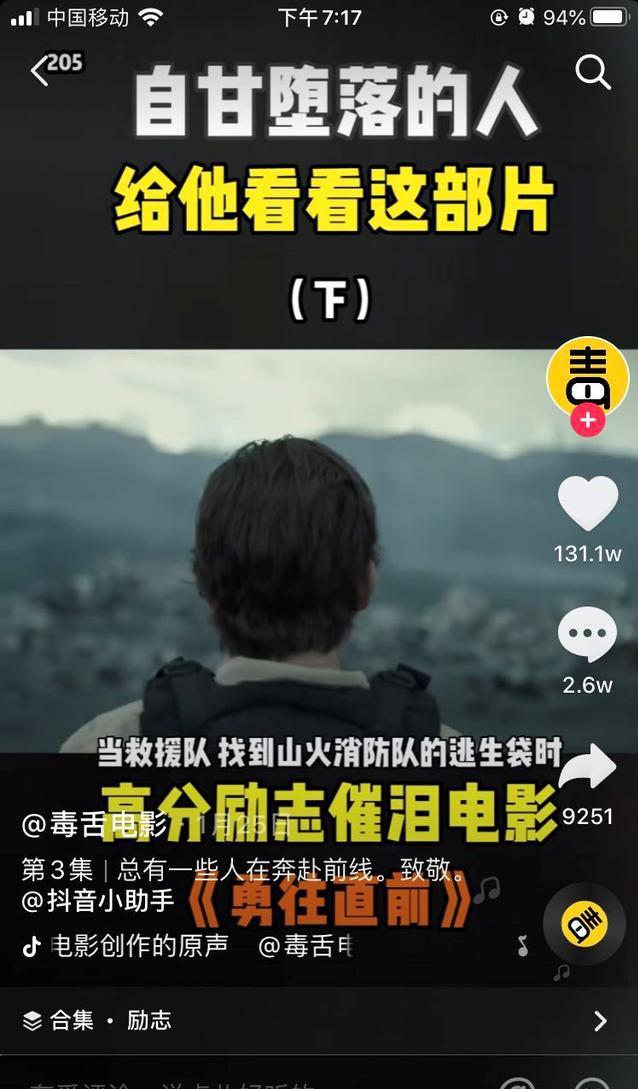 中国移动
下午7:17
94%
205
自甘堕落的人
给他看看这部片
（下）
131.1w
2.6w
当救援队 找到山火消防队的逃生袋时
高分励志催泪电影
9251
@毒舌电影 1月25日
第3集 | 总有一些人在奔赴前线。致敬。
@抖音小助手
《勇往直前》
电影创作的原声 @毒舌电
合集 · 励志